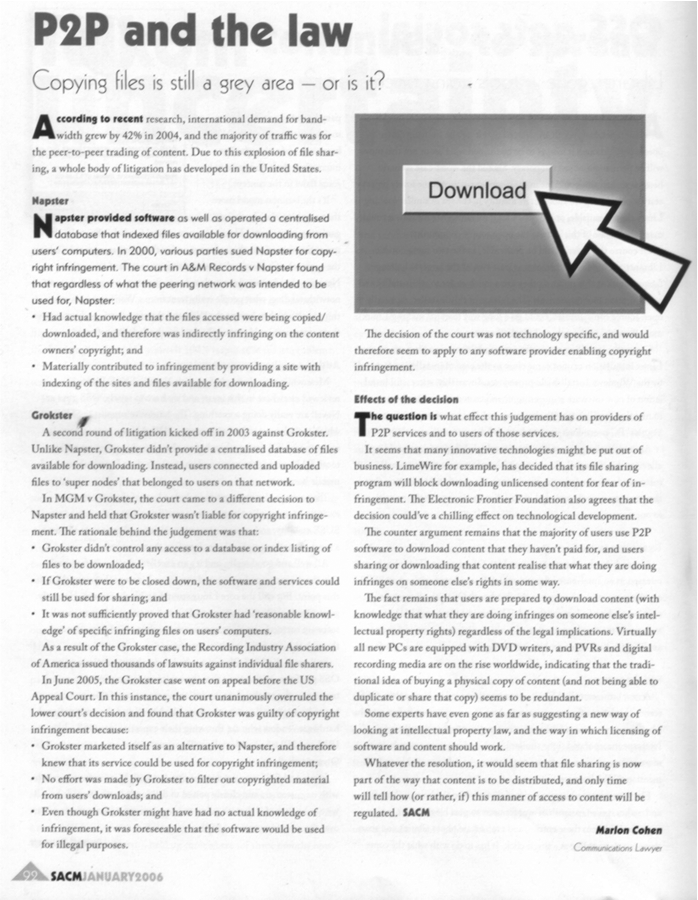 P2P and the law
Copying files is still a grey area – or is it?
According to recent research, international demand for band-
width grew by 42% in 2004, and the majority of traffic was for
the peer-to-peer trading of content. Due to this explosion of file shar-
ing, a whole body of litigation has developed in the United States.
Napster
Napster provided software as well as operated a centralised
database that indexed files available for downloading from
users' computers. In 2000, various parties sued Napster for copy-
right infringement. The court in A&M Records v Napster found
that regardless of what the peering network was intended to be
used for, Napster:
• Had actual knowledge that the files accessed were being copied/
downloaded, and therefore was indirectly infringing on the content
owners' copyright; and
• Materially contributed to infringement by providing a site with
indexing of the sites and files available for downloading.
Grokster
A second round of litigation kicked off in 2003 against Grokster.
Unlike Napster, Grokster didn't provide a centralised database of files
available for downloading. Instead, users connected and uploaded
files to 'super nodes' that belonged to users on that network.
In MGM v Grokster, the court came to a different decision to
Napster and held that Grokster wasn't liable for copyright infringe-
ment. The rationale behind the judgement was that:
• Grokster didn't control any access to a database or index listing of
files to be downloaded;
• If Grokster were to be closed down, the software and services could
still be used for sharing; and
• It was not sufficiently proved that Grokster had 'reasonable knowl-
edge' of specific infringing files on users' computers.
As a result of the Grokster case, the Recording Industry Association
of America issued thousands of lawsuits against individual file sharers.
In June 2005, the Grokster case went on appeal before the US
Appeal Court. In this instance, the court unanimously overruled the
lower court's decision and found that Grokster was guilty of copyright
infringement because:
• Grokster marketed itself as an alternative to Napster, and therefore
knew that its service could be used for copyright infringement;
• No effort was made by Grokster to filter out copyrighted material
from users' downloads; and
• Even though Grokster might have had no actual knowledge of
infringement, it was foreseeable that the software would be used
for illegal purposes.
Download
The decision of the court was not technology specific, and would
therefore seem to apply to any software provider enabling copyright
infringement.
Effects of the decision
The question is what effect this judgement has on providers of
P2P services and to users of those services.
It seems that many innovative technologies might be put out of
business. LimeWire for example, has decided that its file sharing
program will block downloading unlicensed content for fear of in-
fringement. The Electronic Frontier Foundation also agrees that the
decision could've a chilling effect on technological development.
The counter argument remains that the majority of users use P2P
software to download content that they haven't paid for, and users
sharing or downloading that content realise that what they are doing
infringes on someone else's rights in some way.
The fact remains that users are prepared to download content (with
knowledge that what they are doing infringes on someone else's intel-
lectual property rights) regardless of the legal implications. Virtually
all new PCs are equipped with DVD writers, and PVRs and digital
recording media are on the rise worldwide, indicating that the tradi-
tional idea of buying a physical copy of content (and not being able to
duplicate or share that copy) seems to be redundant.
Some experts have even gone as far as suggesting a new way of
looking at intellectual property law, and the way in which licensing of
software and content should work.
Whatever the resolution, it would seem that file sharing is now
part of the way that content is to be distributed, and only time
will tell how (or rather, if) this manner of access to content will be
regulated. SACM
Marlon Cohen
Communications Lawyer
92 SACM JANUARY2006